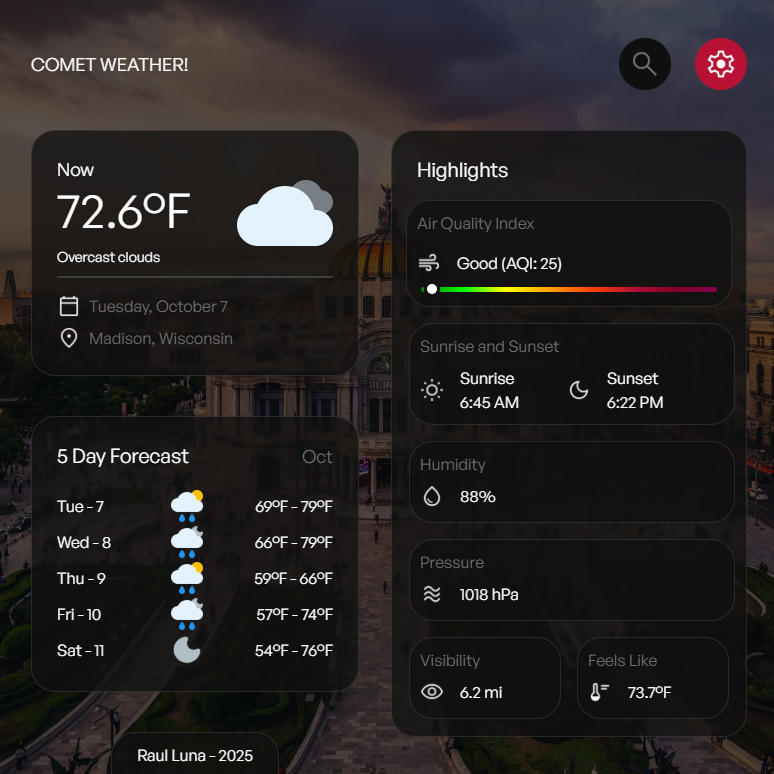 COMET WEATHER!
Now
72.6ºF
Overcast clouds
Tuesday, October 7
Madison, Wisconsin
5 Day Forecast Oct
Tue - 7 69ºF - 79ºF
Wed - 8 66ºF - 79ºF
Thu - 9 59ºF - 66ºF
Fri - 10 57ºF - 74ºF
Sat - 11 54ºF - 76ºF
Highlights
Air Quality Index
Good (AQI: 25)
Sunrise and Sunset
Sunrise Sunset
6:45 AM 6:22 PM
Humidity
88%
Pressure
1018 hPa
Visibility Feels Like
6.2 mi 73.7ºF
Raul Luna - 2025